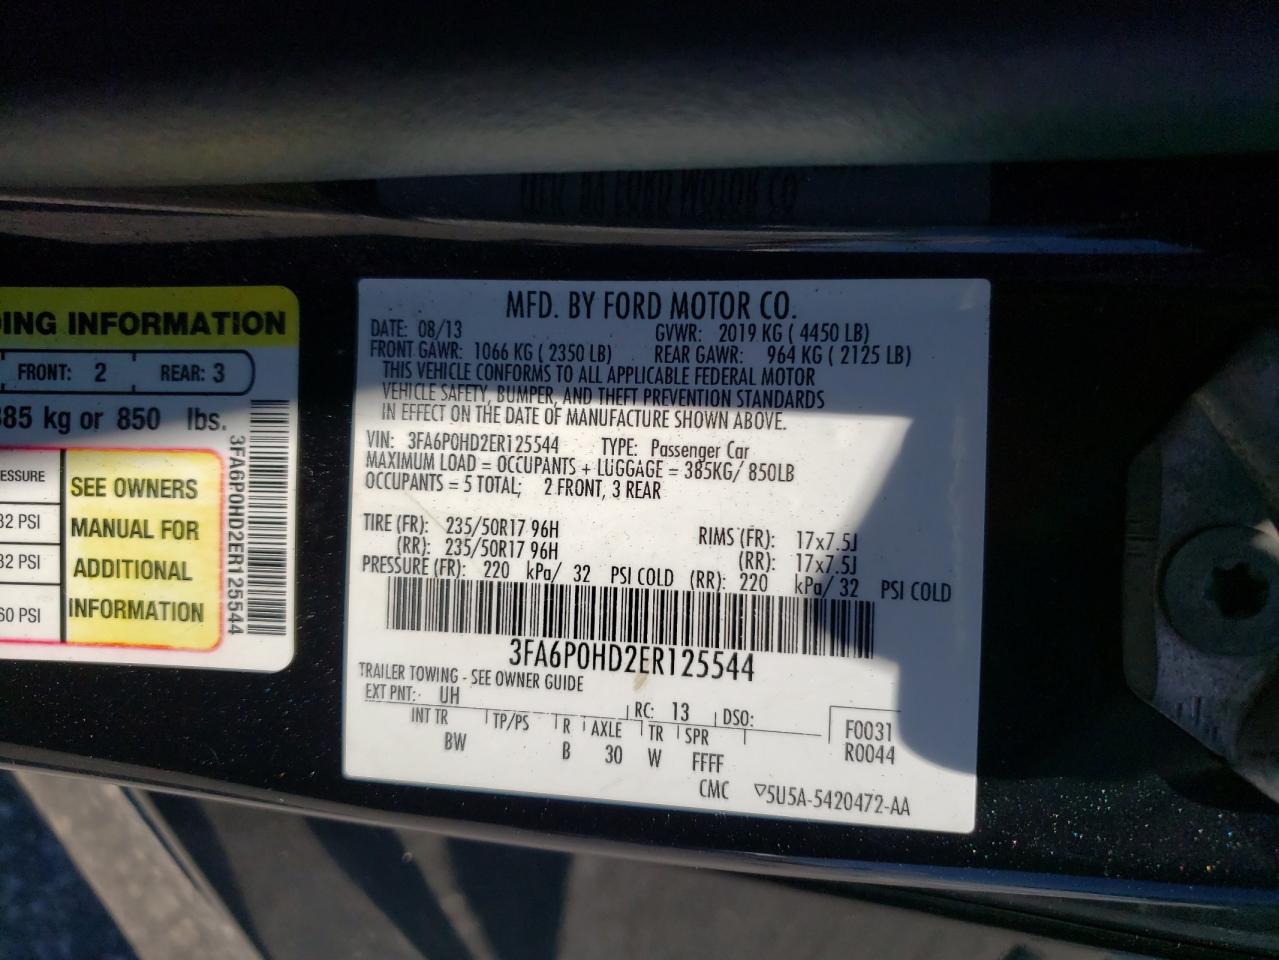 DING INFORMATION
FRONT: 2 REAR: 3
385 kg or 850 lbs.
ESSURE
32 PSI
32 PSI
60 PSI
SEE OWNERS
MANUAL FOR
ADDITIONAL
INFORMATION
3FA6P0HD2ER125544
MFD. BY FORD MOTOR CO.
DATE: 08/13 GVWR: 2019 KG ( 4450 LB)
FRONT GAWR: 1066 KG ( 2350 LB) REAR GAWR: 964 KG ( 2125 LB)
THIS VEHICLE CONFORMS TO ALL APPLICABLE FEDERAL MOTOR
VEHICLE SAFETY, BUMPER, AND THEFT PREVENTION STANDARDS
IN EFFECT ON THE DATE OF MANUFACTURE SHOWN ABOVE.
VIN: 3FA6P0HD2ER125544 TYPE: Passenger Car
MAXIMUM LOAD = OCCUPANTS + LUGGAGE = 385KG/ 850LB
OCCUPANTS = 5 TOTAL; 2 FRONT, 3 REAR
TIRE (FR): 235/50R17 96H RIMS (FR): 17x7.5J
(RR): 235/50R17 96H (RR): 17x7.5J
PRESSURE (FR): 220 kPa/ 32 PSI COLD (RR): 220 kPa/ 32 PSI COLD
3FA6P0HD2ER125544
TRAILER TOWING - SEE OWNER GUIDE
EXT PNT: UH RC: 13 DSO: F0031
INT TR TP/PS R AXLE TR SPR R0044
BW B 30 W FFFF
CMC ▽5U5A-5420472-AA